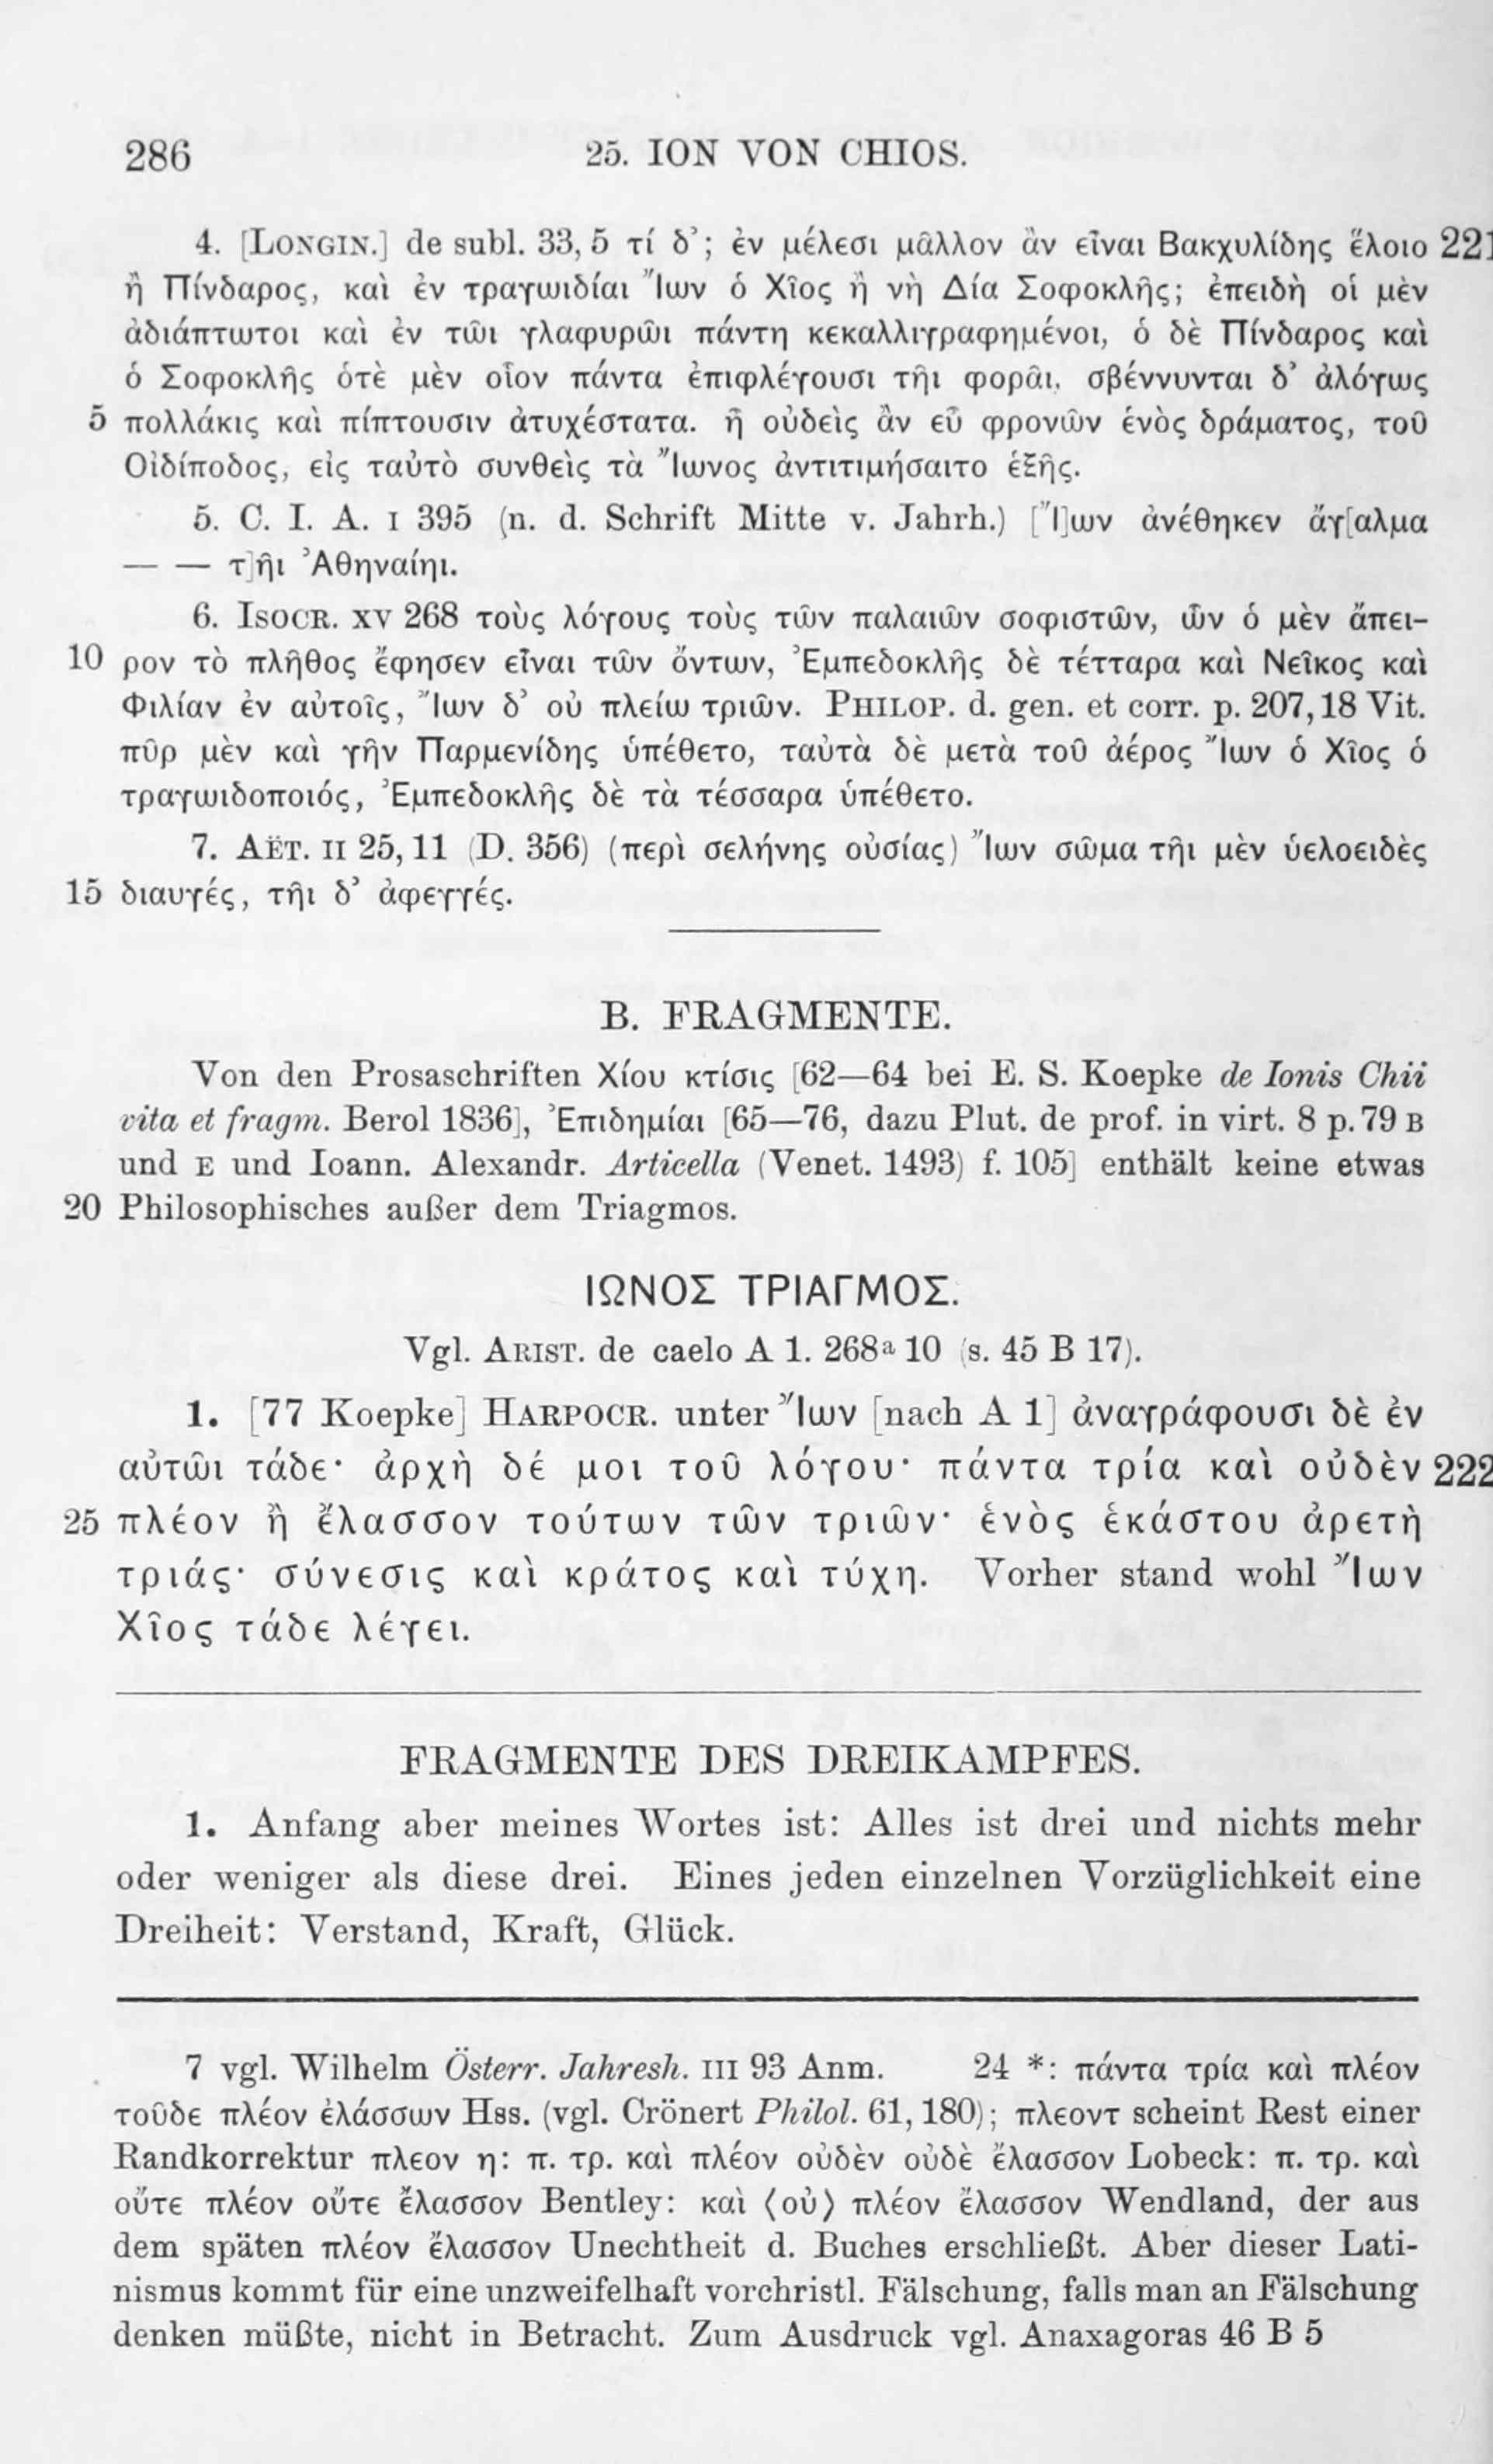 286 25. ION VON CHIOS.
4. [LONGIN.] de subl. 33, 5 τί δ’; ἐν μέλεσι μᾶλλον ἂν εἶναι Βακχυλίδης ἕλοιο 221
ἢ Πίνδαρος, καὶ ἐν τραγωιδίαι Ἴων ὁ Χῖος ἢ νὴ Δία Σοφοκλῆς; ἐπειδὴ οἱ μὲν
ἀδιάπτωτοι καὶ ἐν τῶι γλαφυρῶι πάντη κεκαλλιγραφημένοι, ὁ δὲ Πίνδαρος καὶ
ὁ Σοφοκλῆς ὁτὲ μὲν οἷον πάντα ἐπιφλέγουσι τῆι φορᾶι, σβέννυνται δ’ ἀλόγως
5 πολλάκις καὶ πίπτουσιν ἀτυχέστατα. ἦ οὐδεὶς ἂν εὖ φρονῶν ἑνὸς δράματος, τοῦ
Οἰδίποδος, εἰς ταὐτὸ συνθεὶς τὰ Ἴωνος ἀντιτιμήσαιτο ἑξῆς.
5. C. I. A. I 395 (n. d. Schrift Mitte v. Jahrh.) [Ἴ]ων ἀνέθηκεν ἄγ[αλμα
— — τ]ῆι Ἀθηναίηι.
6. ISOCR. XV 268 τοὺς λόγους τοὺς τῶν παλαιῶν σοφιστῶν, ὧν ὁ μὲν ἄπει-
10 ρον τὸ πλῆθος ἔφησεν εἶναι τῶν ὄντων, Ἐμπεδοκλῆς δὲ τέτταρα καὶ Νεῖκος καὶ
Φιλίαν ἐν αὐτοῖς, Ἴων δ’ οὐ πλείω τριῶν. PHILOP. d. gen. et corr. p. 207, 18 Vit.
πῦρ μὲν καὶ γῆν Παρμενίδης ὑπέθετο, ταὐτὰ δὲ μετὰ τοῦ ἀέρος Ἴων ὁ Χῖος ὁ
τραγωιδοποιός, Ἐμπεδοκλῆς δὲ τὰ τέσσαρα ὑπέθετο.
7. AËT. II 25, 11 (D. 356) (περὶ σελήνης οὐσίας) Ἴων σῶμα τῆι μὲν ὑελοειδὲς
15 διαυγές, τῆι δ’ ἀφεγγές.
B. FRAGMENTE.
Von den Prosaschriften Χίου κτίσις [62—64 bei E. S. Koepke de Ionis Chii
vita et fragm. Berol 1836], Ἐπιδημίαι [65—76, dazu Plut. de prof. in virt. 8 p. 79 B
und E und Ioann. Alexandr. Articella (Venet. 1493) f. 105] enthält keine etwas
20 Philosophisches außer dem Triagmos.
ΙΩΝΟΣ ΤΡΙΑΓΜΟΣ.
Vgl. ARIST. de caelo A 1. 268ª 10 (s. 45 B 17).
1. [77 Koepke] HARPOCR. unter Ἴων [nach A 1] ἀναγράφουσι δὲ ἐν
αὐτῶι τάδε· ἀρχὴ δέ μοι τοῦ λόγου· πάντα τρία καὶ οὐδὲν 222
25 πλέον ἢ ἔλασσον τούτων τῶν τριῶν· ἑνὸς ἑκάστου ἀρετὴ
τριάς· σύνεσις καὶ κράτος καὶ τύχη. Vorher stand wohl Ἴων
Χῖος τάδε λέγει.
FRAGMENTE DES DREIKAMPFES.
1. Anfang aber meines Wortes ist: Alles ist drei und nichts mehr
oder weniger als diese drei. Eines jeden einzelnen Vorzüglichkeit eine
Dreiheit: Verstand, Kraft, Glück.
7 vgl. Wilhelm Österr. Jahresh. III 93 Anm. 24 *: πάντα τρία καὶ πλέον
τοῦδε πλέον ἐλάσσων Hss. (vgl. Crönert Philol. 61, 180); πλεοντ scheint Rest einer
Randkorrektur πλεον η: π. τρ. καὶ πλέον οὐδὲν οὐδὲ ἔλασσον Lobeck: π. τρ. καὶ
οὔτε πλέον οὔτε ἔλασσον Bentley: καὶ ⟨οὐ⟩ πλέον ἔλασσον Wendland, der aus
dem späten πλέον ἔλασσον Unechtheit d. Buches erschließt. Aber dieser Lati-
nismus kommt für eine unzweifelhaft vorchristl. Fälschung, falls man an Fälschung
denken müßte, nicht in Betracht. Zum Ausdruck vgl. Anaxagoras 46 B 5